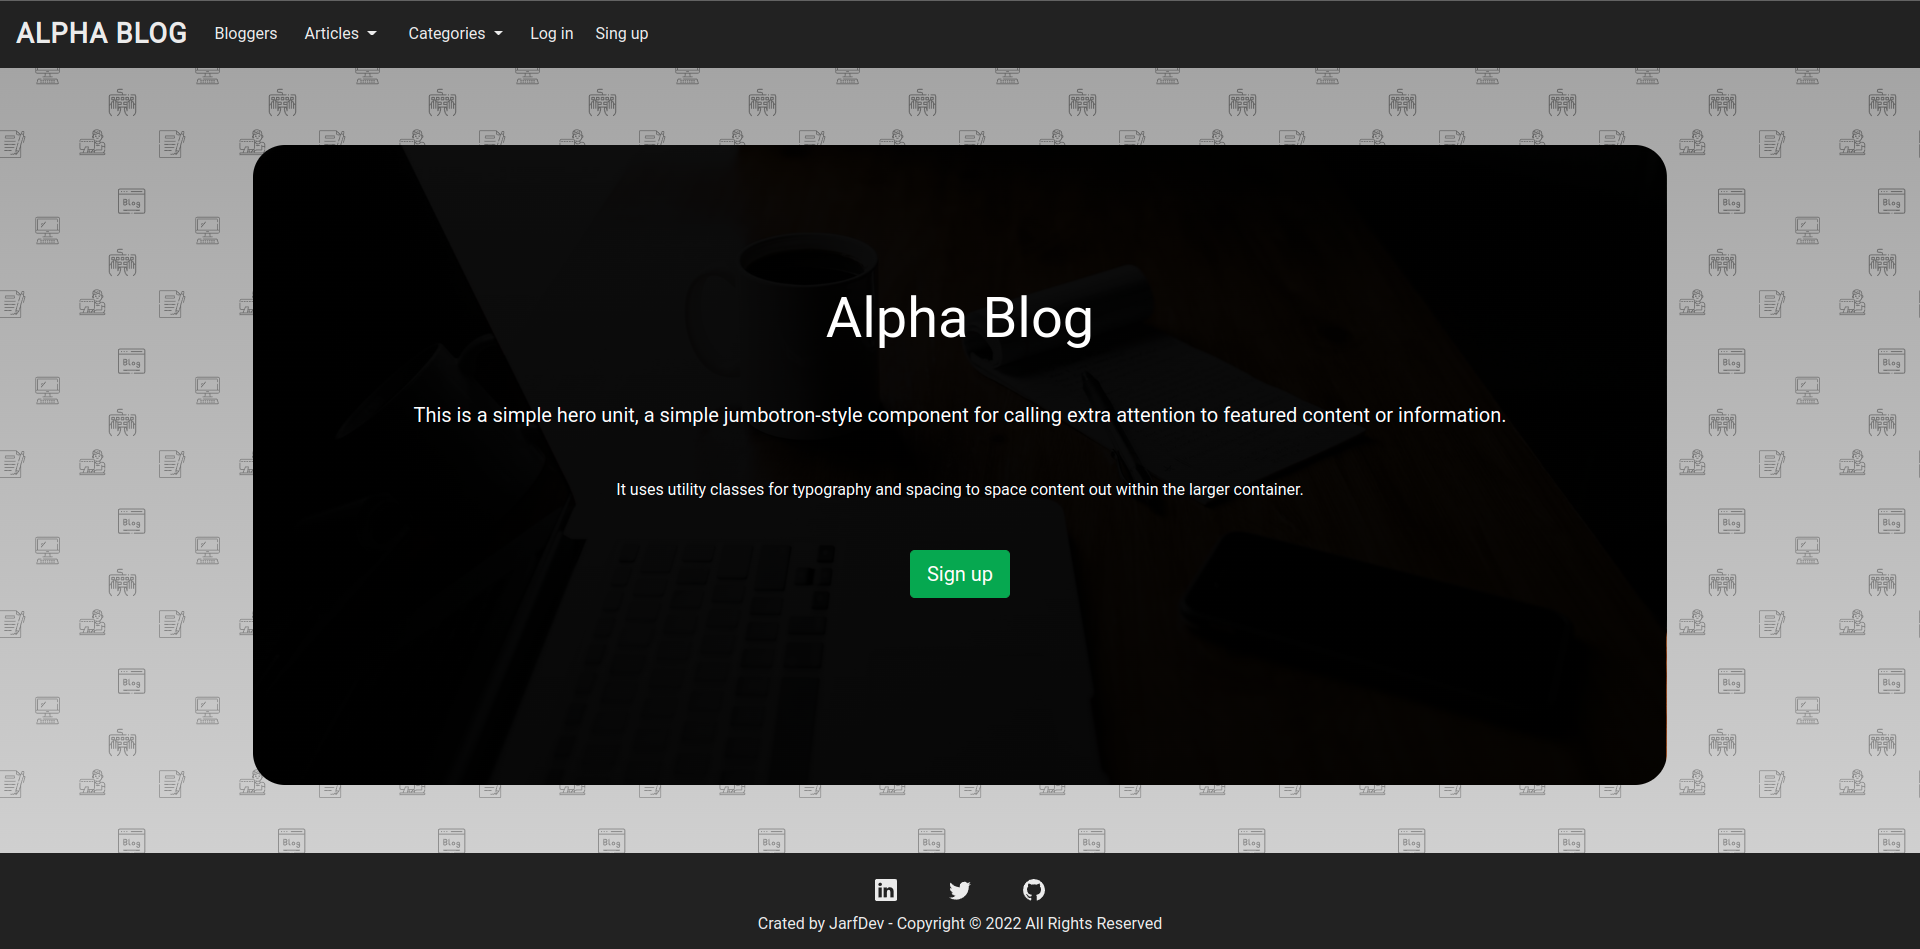 ALPHA BLOG Bloggers Articles Categories Log in Sing up
Alpha Blog
This is a simple hero unit, a simple jumbotron-style component for calling extra attention to featured content or information.
It uses utility classes for typography and spacing to space content out within the larger container.
Sign up
Crated by JarfDev - Copyright © 2022 All Rights Reserved